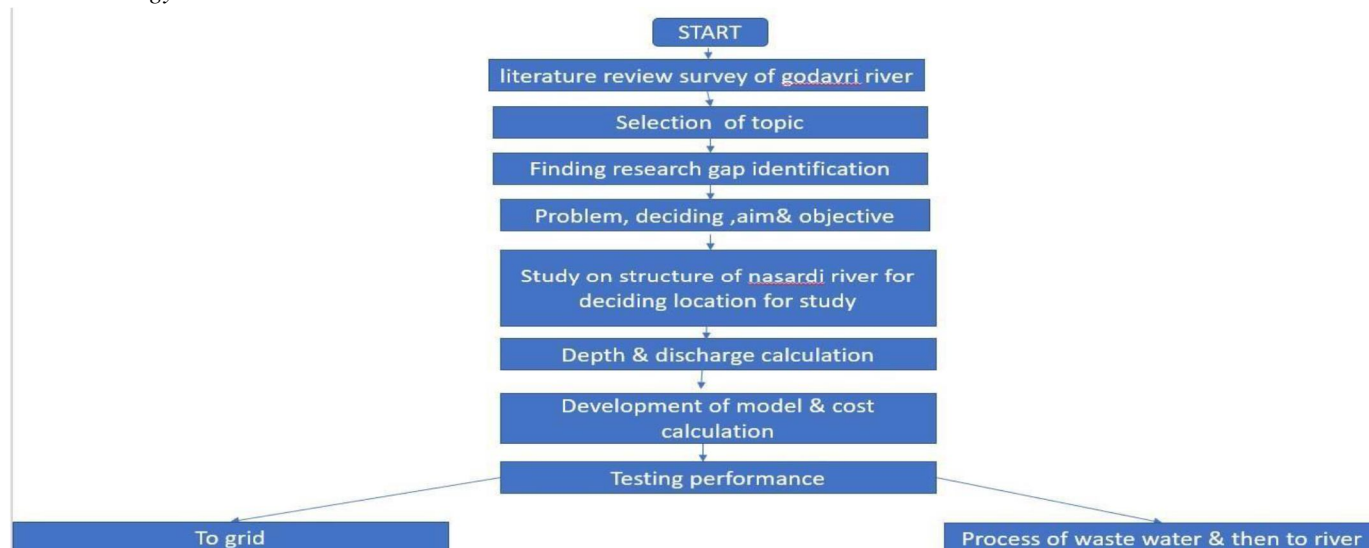 gy
START
literature review survey of godavri river
Selection of topic
Finding research gap identification
Problem, deciding ,aim& objective
Study on structure of nasardi river for
deciding location for study
Depth & discharge calculation
Development of model & cost
calculation
Testing performance
To grid
Process of waste water & then to river